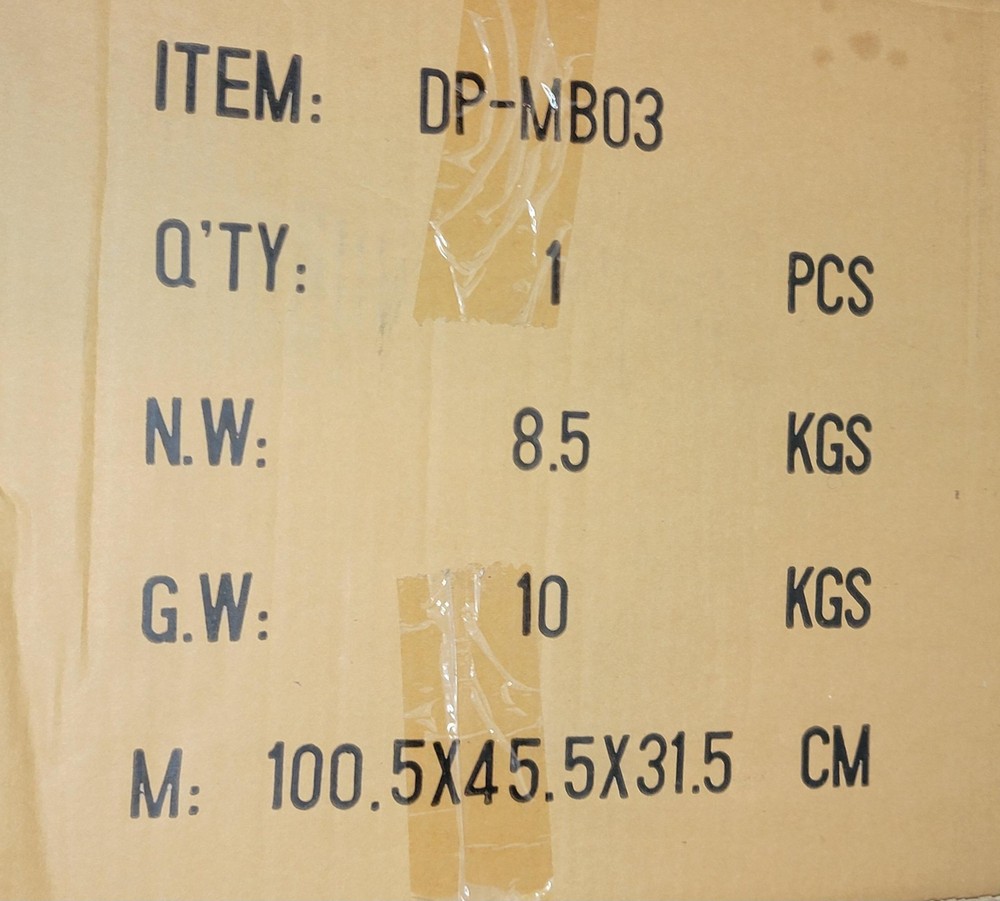 ITEM: DP-MB03
Q'TY: 1 PCS
N.W: 8.5 KGS
G.W: 10 KGS
M: 100.5X45.5X31.5 CM